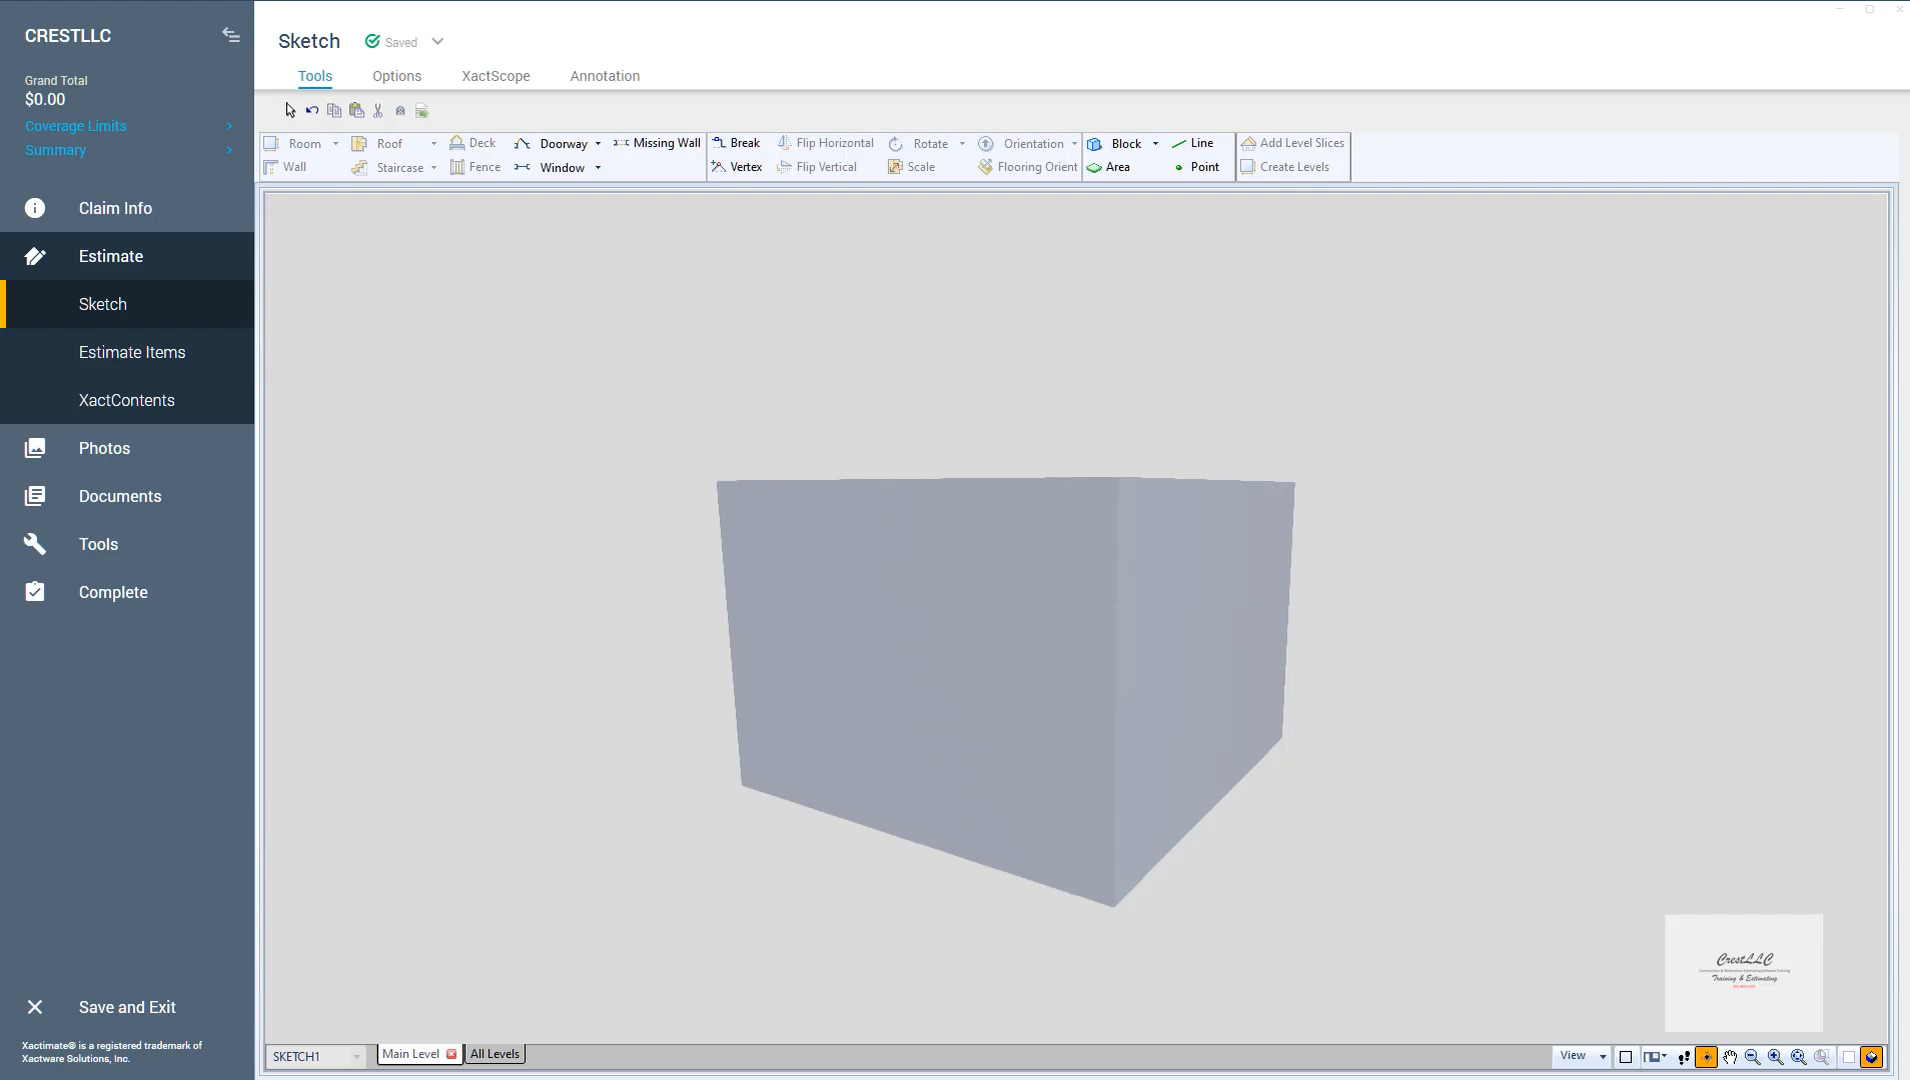 CRESTLLC
Grand Total
$0.00
Coverage Limits
Summary
Claim Info
Estimate
Sketch
Estimate Items
XactContents
Photos
Documents
Tools
Complete
Save and Exit
Xactimate® is a registered trademark of
Xactware Solutions, Inc.
Sketch Saved
Tools Options XactScope Annotation
Room Roof Deck Doorway Missing Wall Break Flip Horizontal Rotate Orientation Block Line Add Level Slices
Wall Staircase Fence Window Vertex Flip Vertical Scale Flooring Orient Area Point Create Levels
CrestLLC
Training & Estimating
SKETCH1 Main Level All Levels View